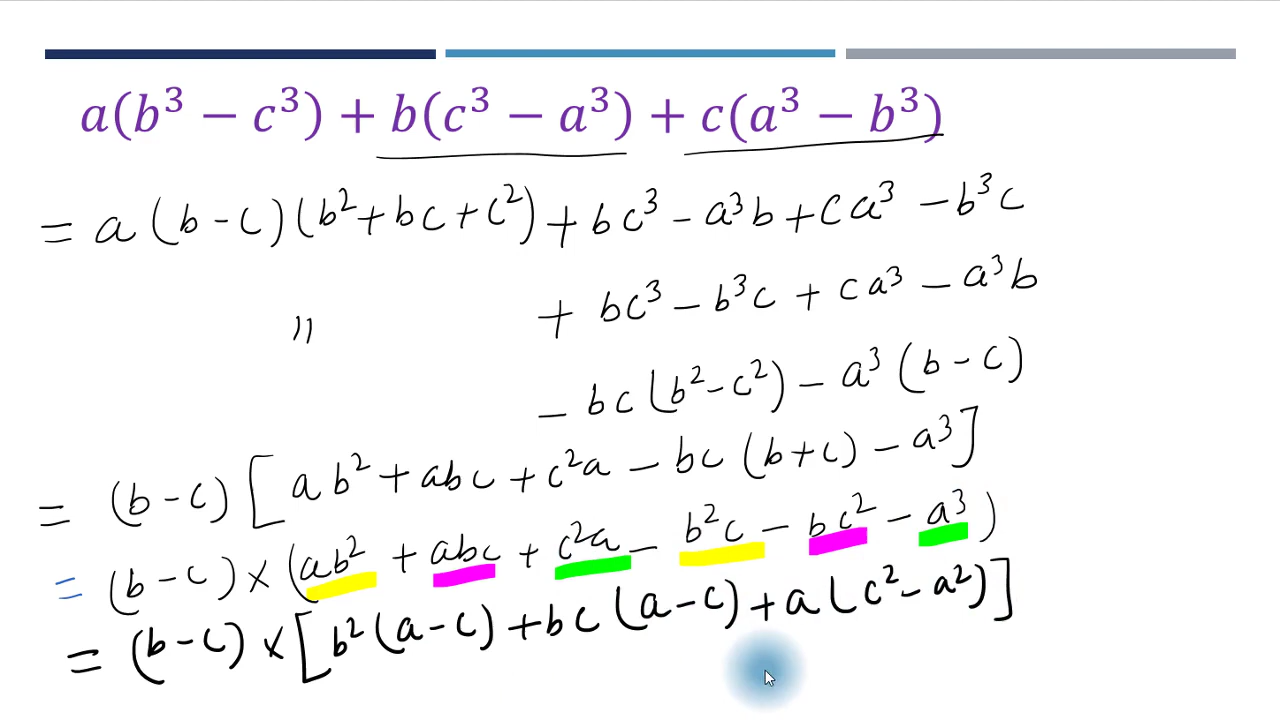 a(b³ − c³) + b(c³ − a³) + c(a³ − b³)
= a (b-c)(b²+bc+c²) + bc³ - a³b + ca³ - b³c
〃 + bc³ - b³c + ca³ - a³b
- bc(b²-c²) - a³(b-c)
= (b-c)[ab² + abc + c²a - bc(b+c) - a³]
= (b-c)×(ab² + abc + c²a - b²c - bc² - a³)
= (b-c)×[b²(a-c) + bc(a-c) + a(c²-a²)]